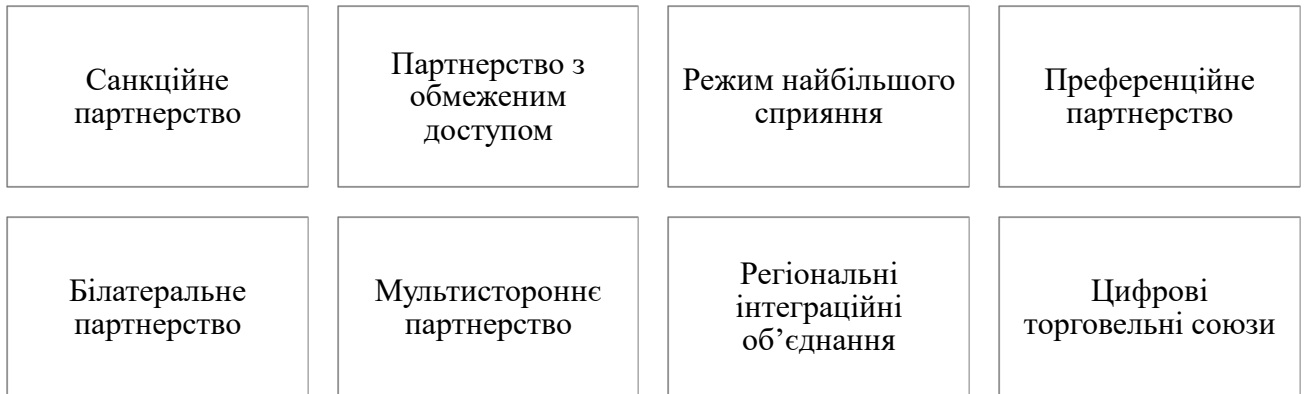 Санкційне
партнерство
Партнерство з
обмеженим
доступом
Режим найбільшого
сприяння
Преференційне
партнерство
Білатеральне
партнерство
Мультистороннє
партнерство
Регіональні
інтеграційні
об’єднання
Цифрові
торговельні союзи